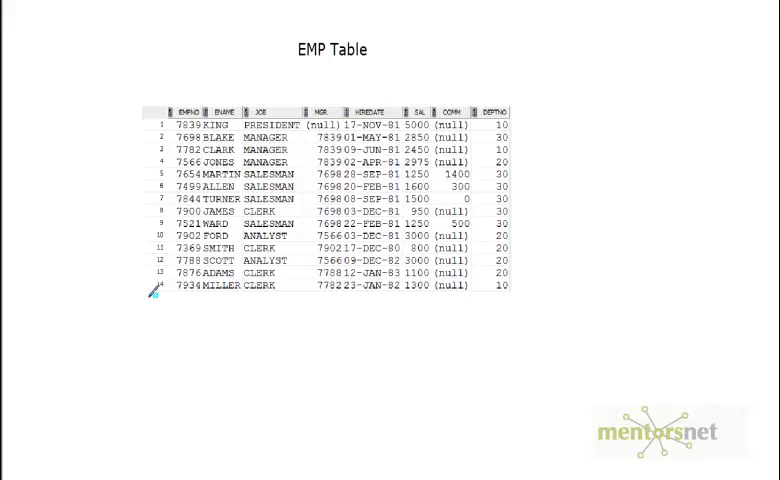 EMP Table
EMPNO ENAME JOB MGR HIREDATE SAL COMM DEPTNO
1 7839 KING PRESIDENT (null) 17-NOV-81 5000 (null) 10
2 7698 BLAKE MANAGER 7839 01-MAY-81 2850 (null) 30
3 7782 CLARK MANAGER 7839 09-JUN-81 2450 (null) 10
4 7566 JONES MANAGER 7839 02-APR-81 2975 (null) 20
5 7654 MARTIN SALESMAN 7698 28-SEP-81 1250 1400 30
6 7499 ALLEN SALESMAN 7698 20-FEB-81 1600 300 30
7 7844 TURNER SALESMAN 7698 08-SEP-81 1500 0 30
8 7900 JAMES CLERK 7698 03-DEC-81 950 (null) 30
9 7521 WARD SALESMAN 7698 22-FEB-81 1250 500 30
10 7902 FORD ANALYST 7566 03-DEC-81 3000 (null) 20
11 7369 SMITH CLERK 7902 17-DEC-80 800 (null) 20
12 7788 SCOTT ANALYST 7566 09-DEC-82 3000 (null) 20
13 7876 ADAMS CLERK 7788 12-JAN-83 1100 (null) 20
14 7934 MILLER CLERK 7782 23-JAN-82 1300 (null) 10
mentorsnet